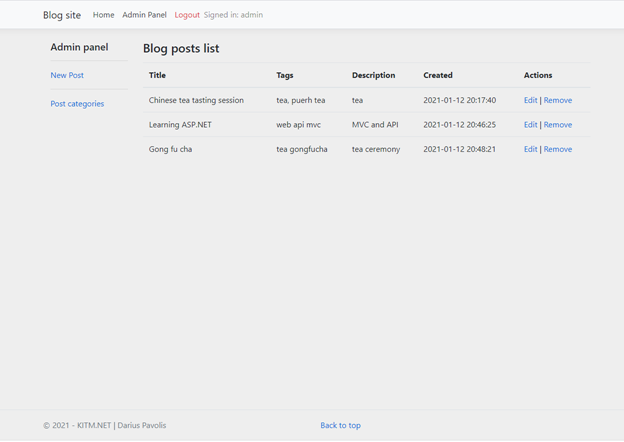 Blog site Home Admin Panel Logout Signed in: admin
Admin panel
New Post
Post categories
Blog posts list
Title Tags Description Created Actions
Chinese tea tasting session tea, puerh tea tea 2021-01-12 20:17:40 Edit | Remove
Learning ASP.NET web api mvc MVC and API 2021-01-12 20:46:25 Edit | Remove
Gong fu cha tea gongfucha tea ceremony 2021-01-12 20:48:21 Edit | Remove
© 2021 - KITM.NET | Darius Pavolis Back to top